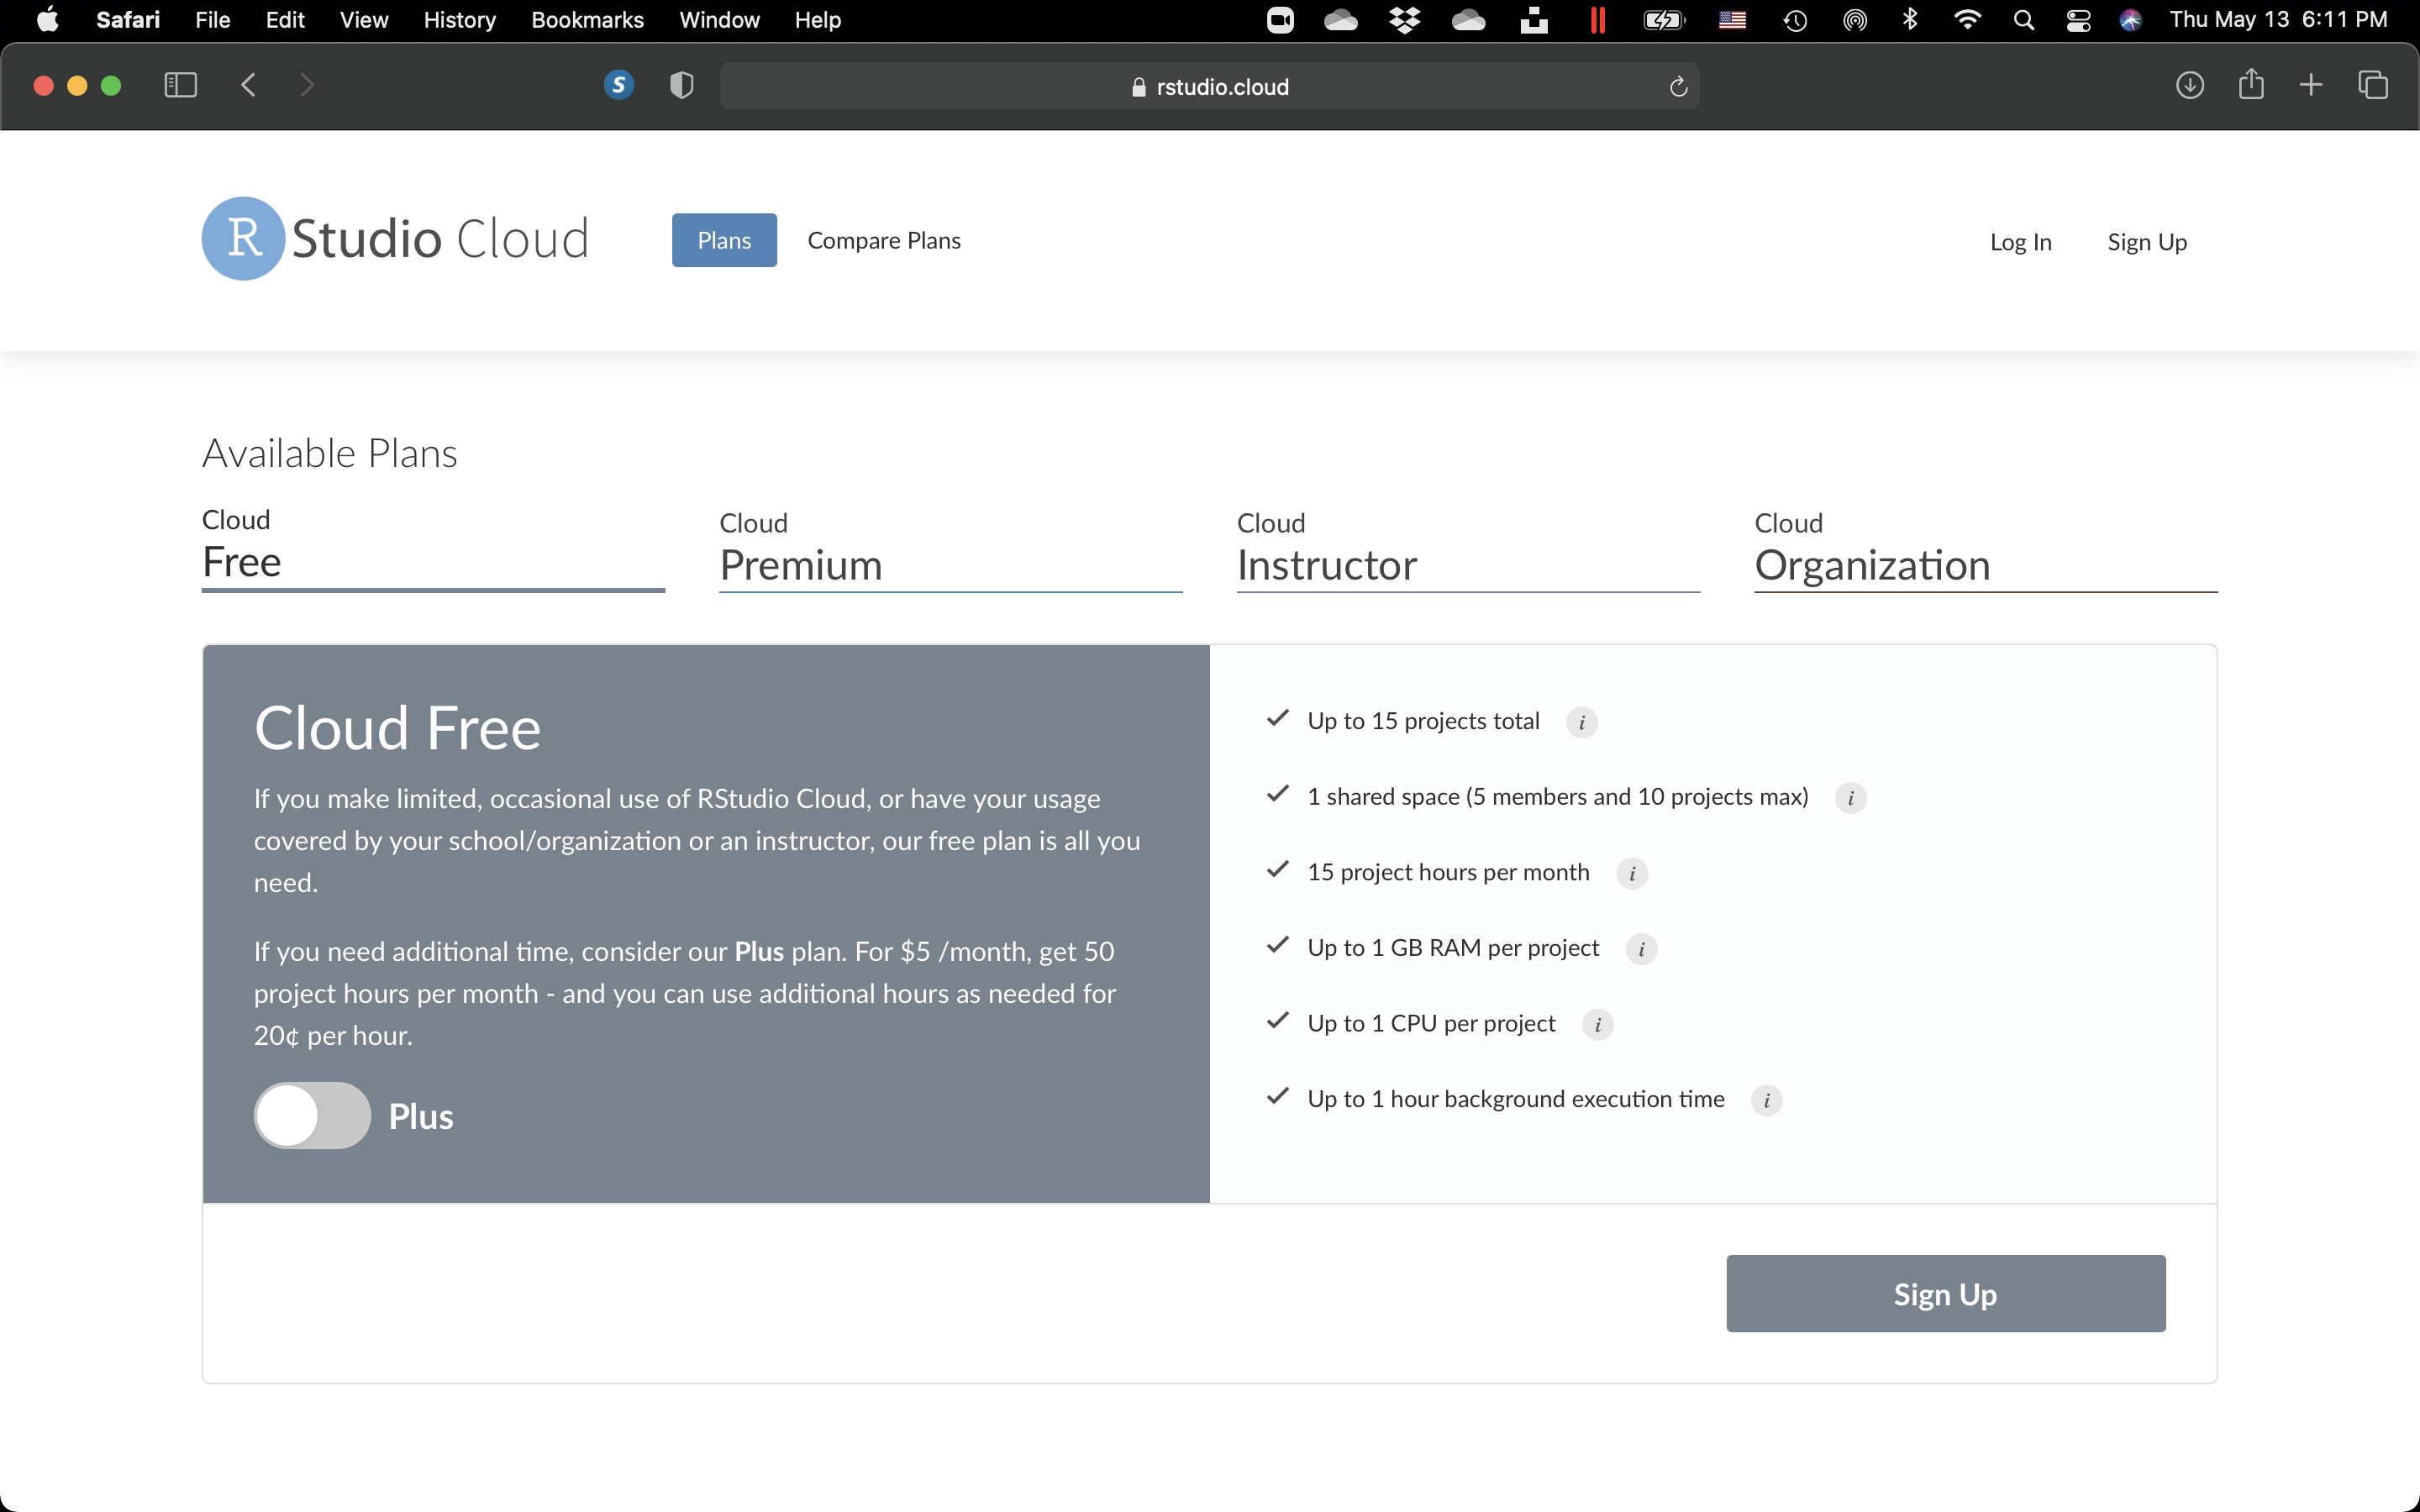 Safari File Edit View History Bookmarks Window Help Thu May 13 6:11 PM
S rstudio.cloud
R Studio Cloud Plans Compare Plans Log In Sign Up
Available Plans
Cloud Cloud Cloud Cloud
Free Premium Instructor Organization
Cloud Free
If you make limited, occasional use of RStudio Cloud, or have your usage
covered by your school/organization or an instructor, our free plan is all you
need.
If you need additional time, consider our Plus plan. For $5 /month, get 50
project hours per month - and you can use additional hours as needed for
20¢ per hour.
Plus
Up to 15 projects total i
1 shared space (5 members and 10 projects max) i
15 project hours per month i
Up to 1 GB RAM per project i
Up to 1 CPU per project i
Up to 1 hour background execution time i
Sign Up